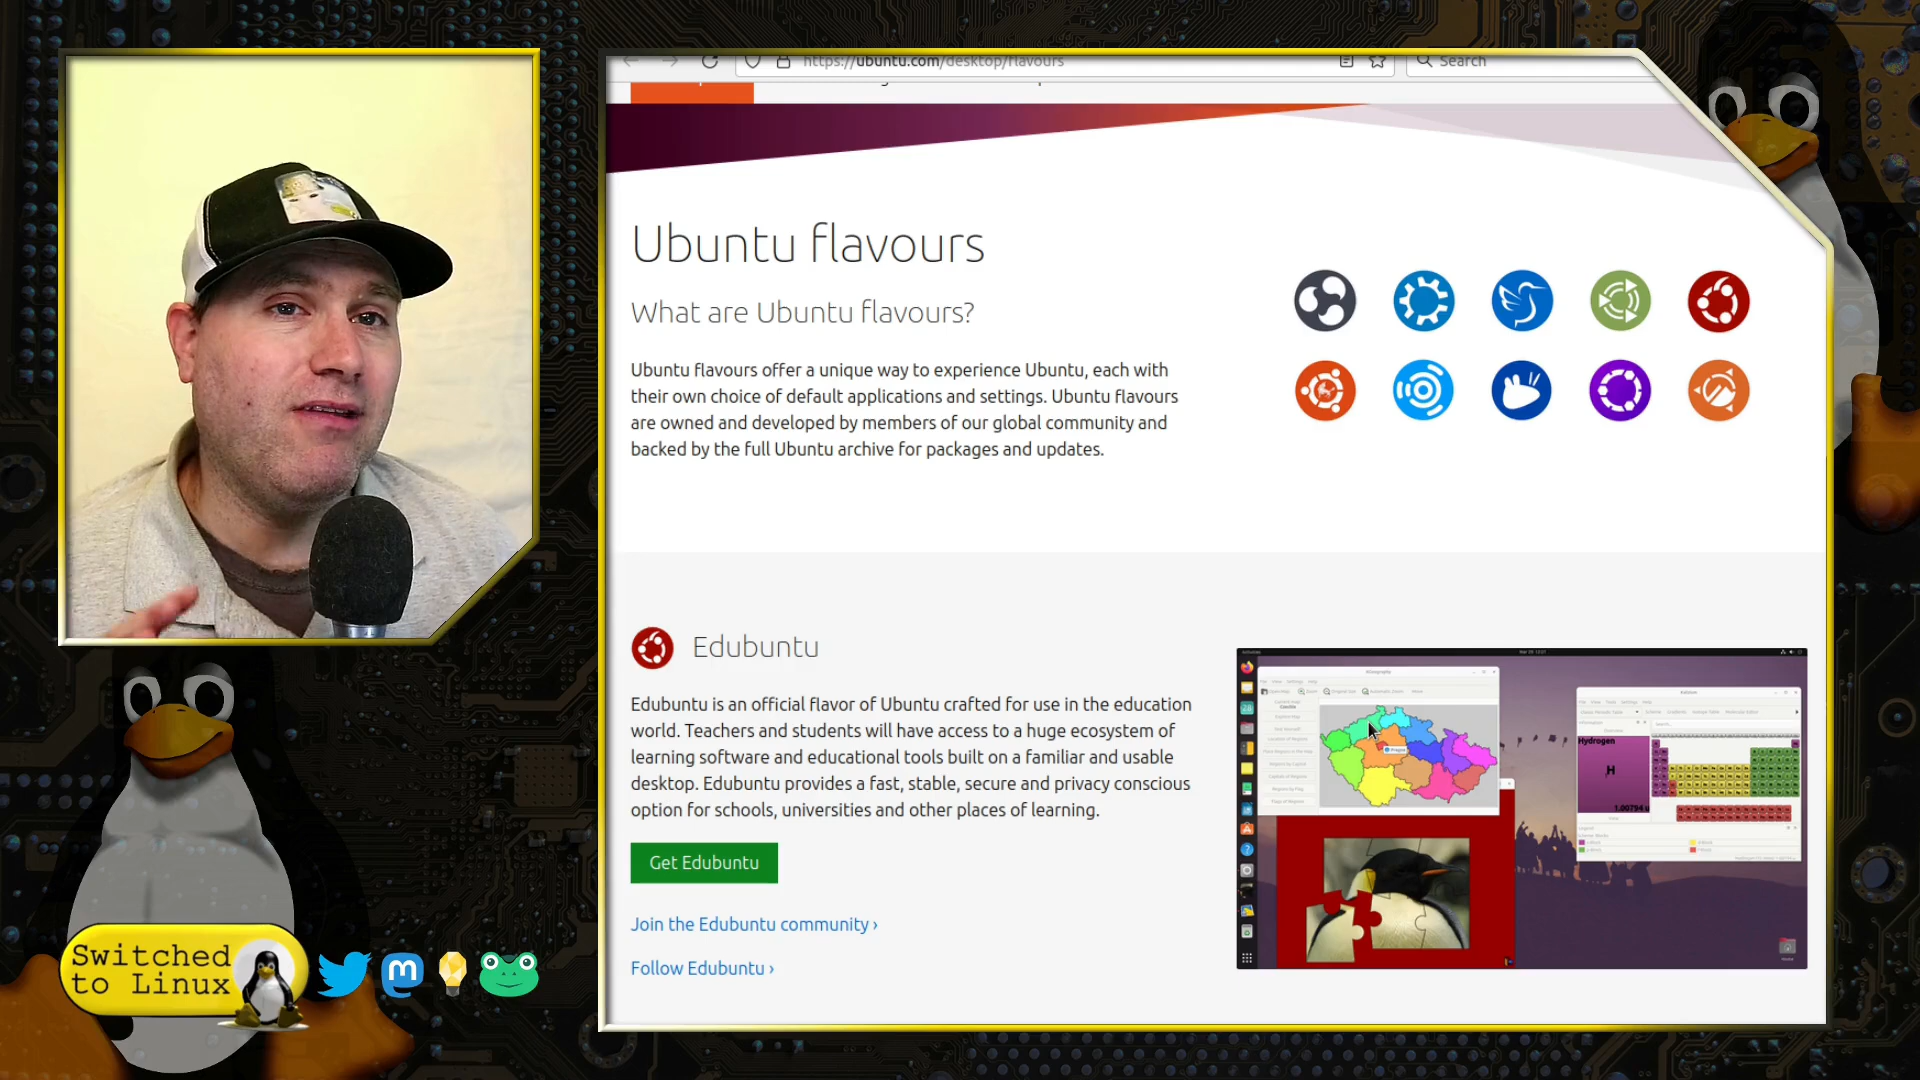 https://ubuntu.com/desktop/flavours
Search
Ubuntu flavours
What are Ubuntu flavours?
Ubuntu flavours offer a unique way to experience Ubuntu, each with
their own choice of default applications and settings. Ubuntu flavours
are owned and developed by members of our global community and
backed by the full Ubuntu archive for packages and updates.
Edubuntu
Edubuntu is an official flavor of Ubuntu crafted for use in the education
world. Teachers and students will have access to a huge ecosystem of
learning software and educational tools built on a familiar and usable
desktop. Edubuntu provides a fast, stable, secure and privacy conscious
option for schools, universities and other places of learning.
Get Edubuntu
Join the Edubuntu community ›
Follow Edubuntu ›
Hydrogen
H
1.00794 u
Switched
to Linux
m